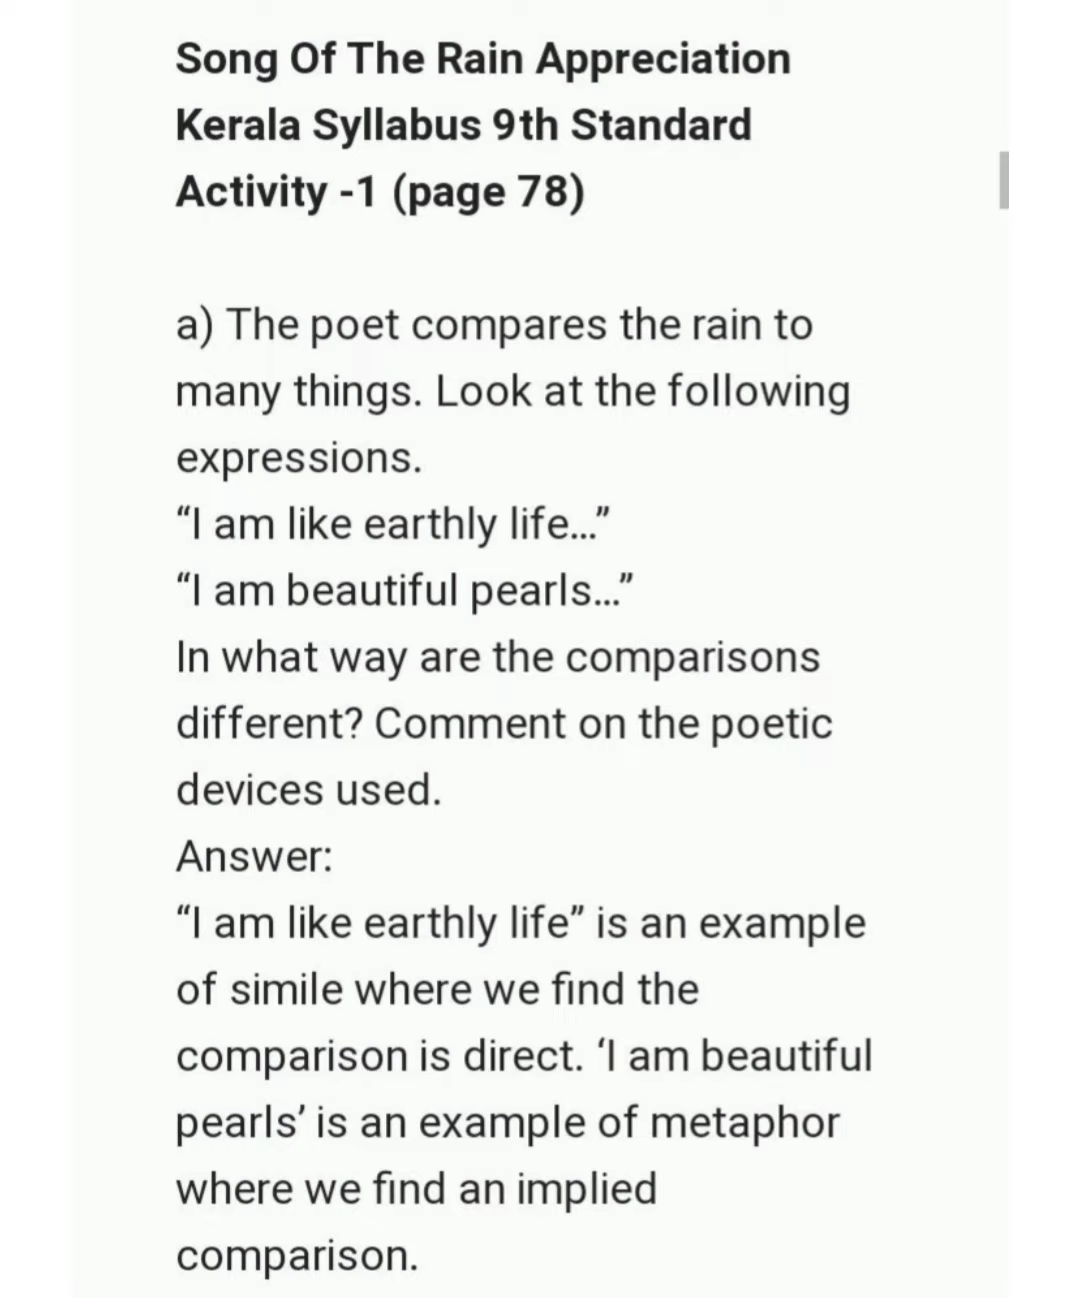 Song Of The Rain Appreciation
Kerala Syllabus 9th Standard
Activity -1 (page 78)
a) The poet compares the rain to
many things. Look at the following
expressions.
“I am like earthly life…”
“I am beautiful pearls…”
In what way are the comparisons
different? Comment on the poetic
devices used.
Answer:
“I am like earthly life” is an example
of simile where we find the
comparison is direct. ‘I am beautiful
pearls’ is an example of metaphor
where we find an implied
comparison.